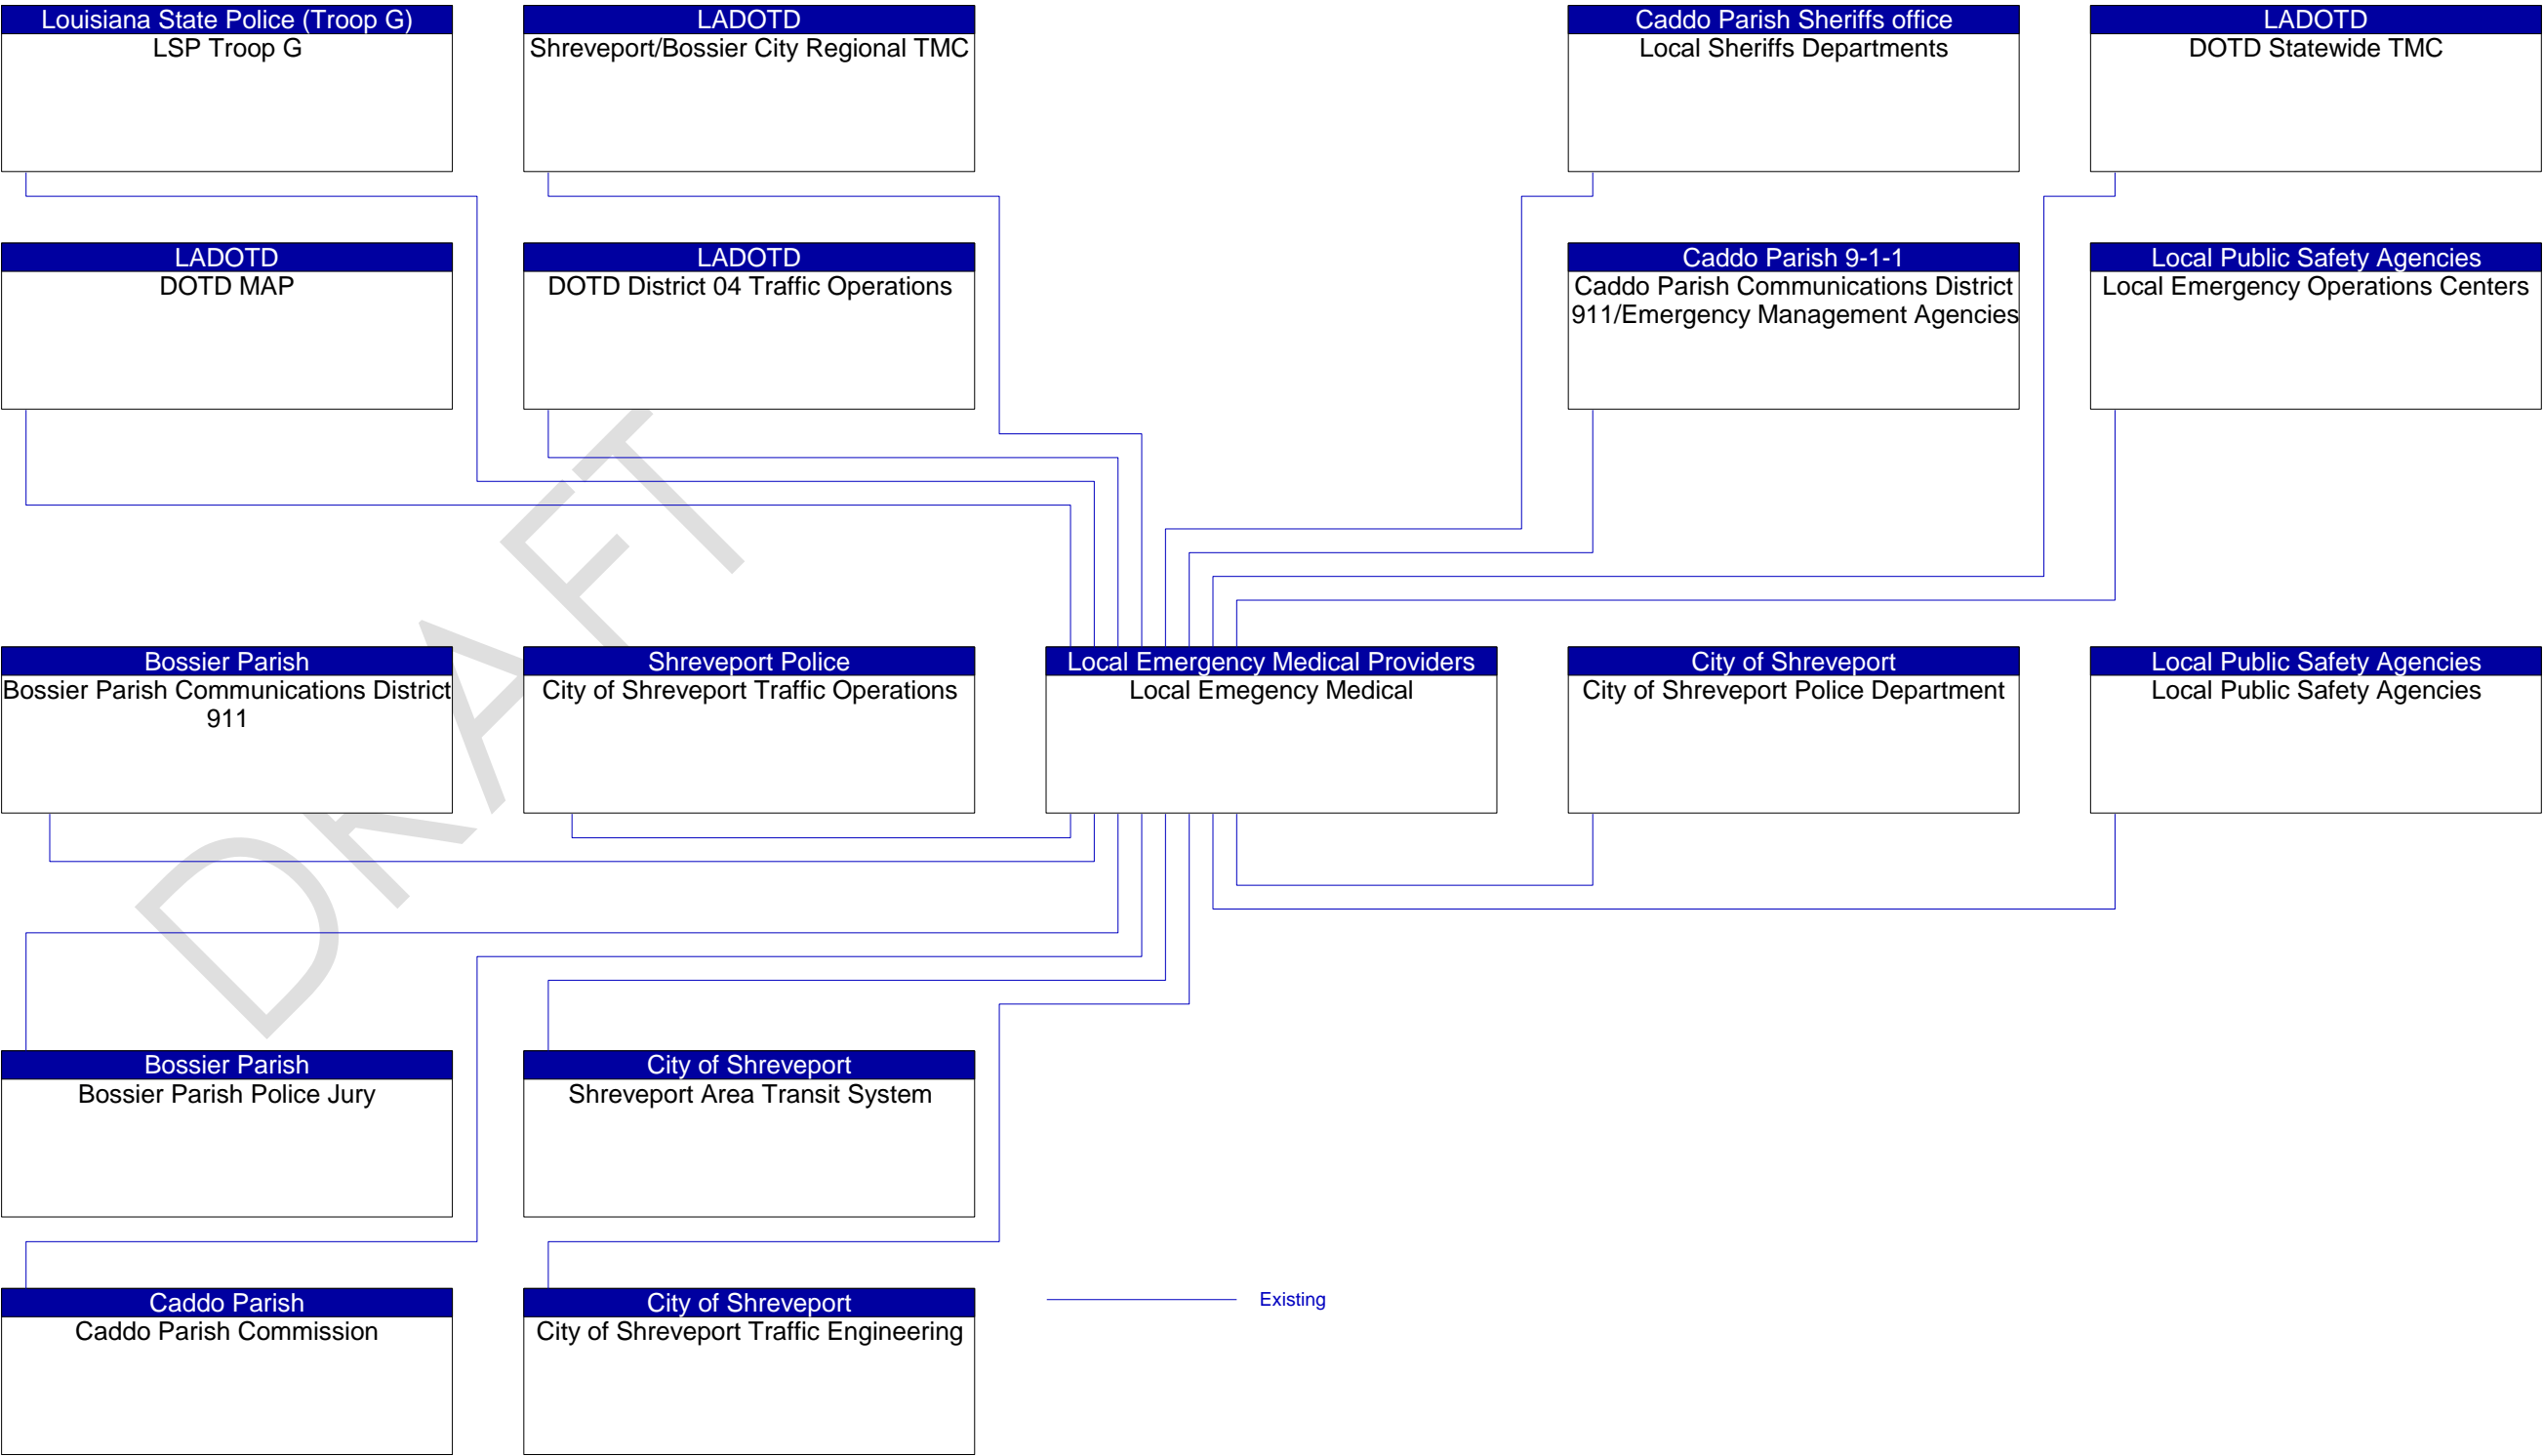 Louisiana State Police (Troop G)
LSP Troop G
LADOTD
Shreveport/Bossier City Regional TMC
Caddo Parish Sheriffs office
Local Sheriffs Departments
LADOTD
DOTD Statewide TMC
LADOTD
DOTD MAP
LADOTD
DOTD District 04 Traffic Operations
Caddo Parish 9-1-1
Caddo Parish Communications District
911/Emergency Management Agencies
Local Public Safety Agencies
Local Emergency Operations Centers
DRAFT
Bossier Parish
Bossier Parish Communications District
911
Shreveport Police
City of Shreveport Traffic Operations
Local Emergency Medical Providers
Local Emegency Medical
City of Shreveport
City of Shreveport Police Department
Local Public Safety Agencies
Local Public Safety Agencies
Bossier Parish
Bossier Parish Police Jury
City of Shreveport
Shreveport Area Transit System
Caddo Parish
Caddo Parish Commission
City of Shreveport
City of Shreveport Traffic Engineering
Existing